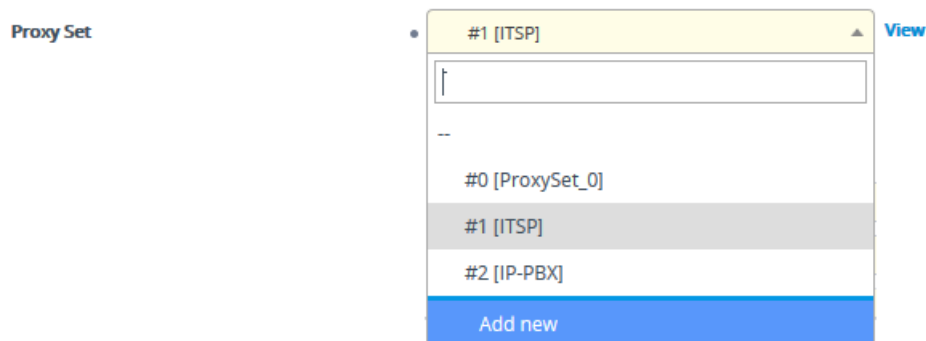 Proxy Set #1 [ITSP] View
--
#0 [ProxySet_0]
#1 [ITSP]
#2 [IP-PBX]
Add new